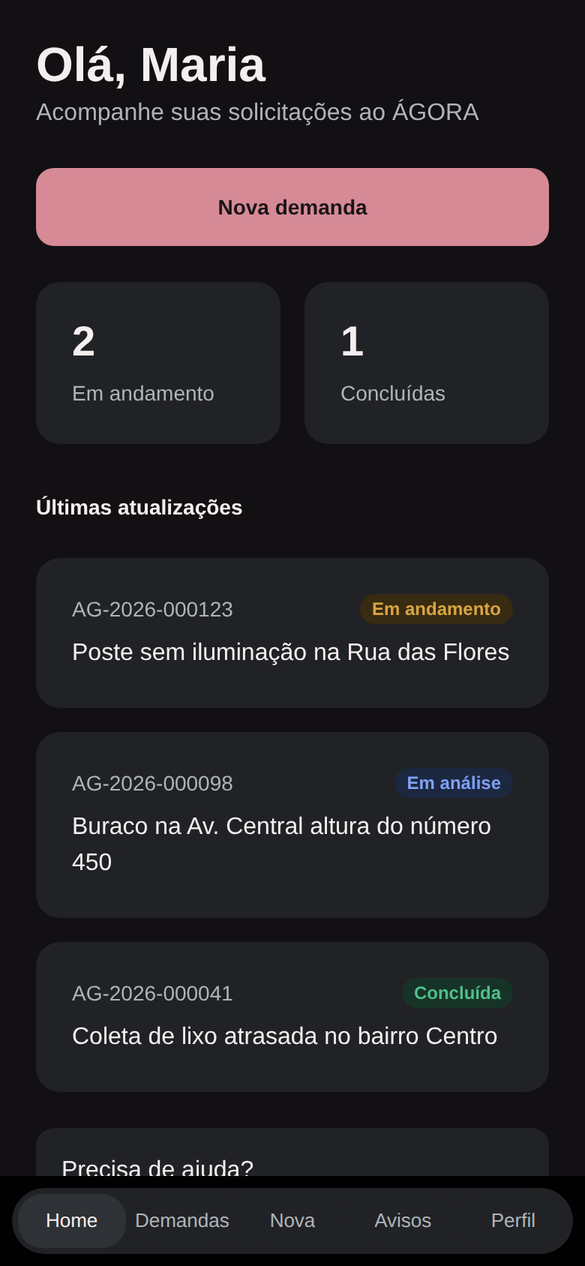 Olá, Maria
Acompanhe suas solicitações ao ÁGORA
Nova demanda
2
Em andamento
1
Concluídas
Últimas atualizações
AG-2026-000123
Em andamento
Poste sem iluminação na Rua das Flores
AG-2026-000098
Em análise
Buraco na Av. Central altura do número
450
AG-2026-000041
Concluída
Coleta de lixo atrasada no bairro Centro
Precisa de ajuda?
Home
Demandas
Nova
Avisos
Perfil